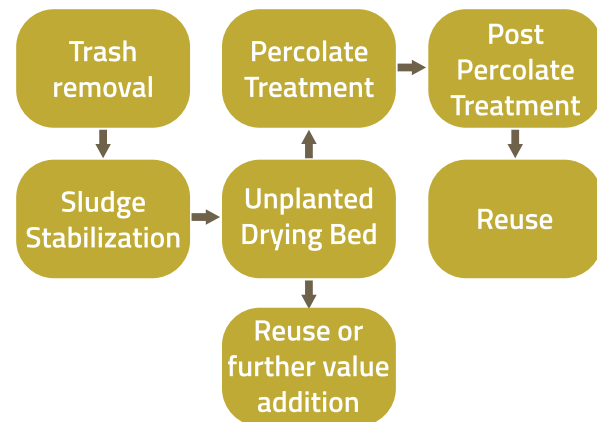 Trash
removal
Sludge
Stabilization
Unplanted
Drying Bed
Percolate
Treatment
Post
Percolate
Treatment
Reuse
Reuse or
further value
addition